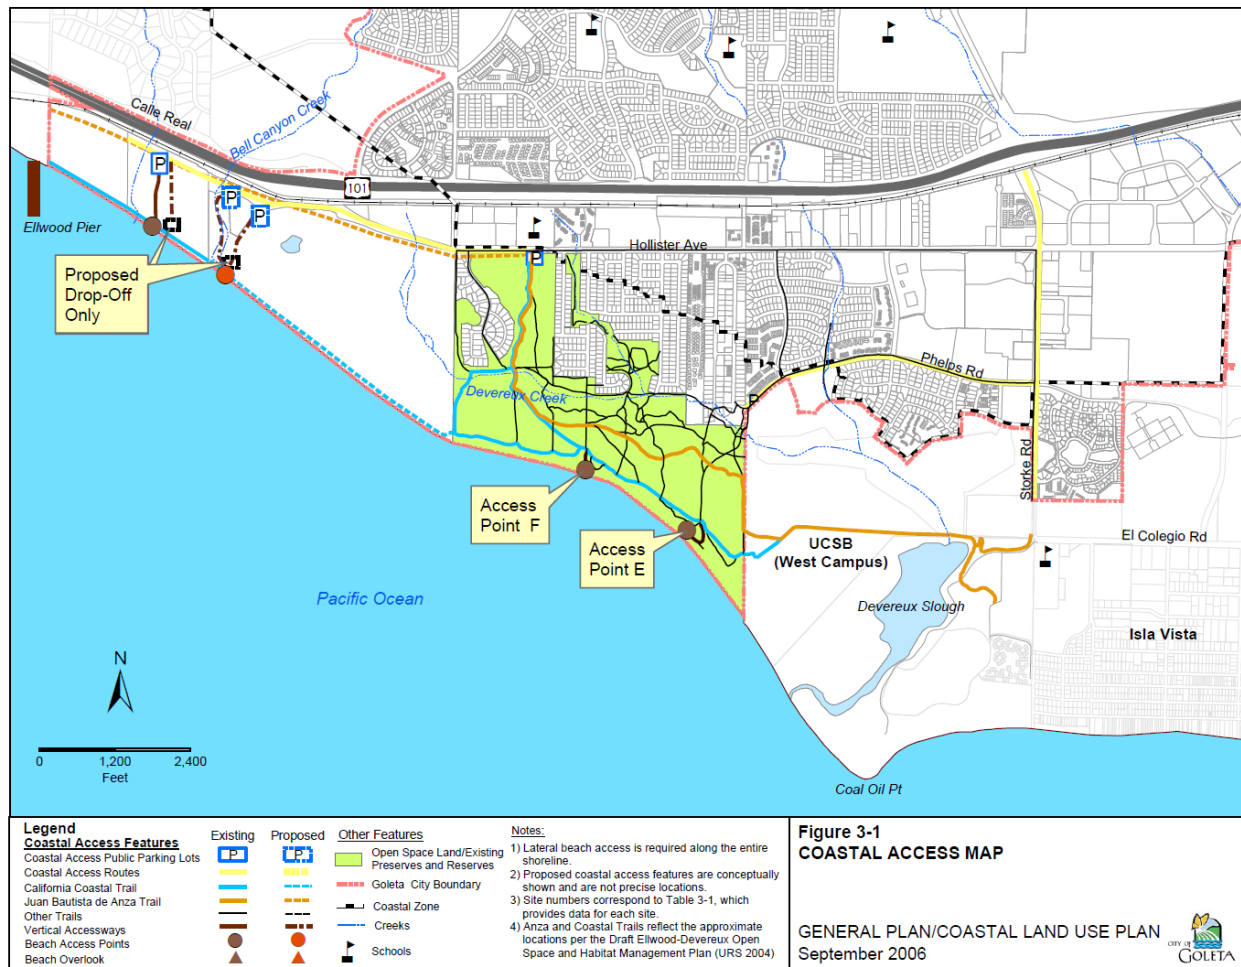 Calle Real
Bell Canyon Creek
101
P
P
P
Ellwood Pier
Proposed
Drop-Off
Only
Hollister Ave
P
Phelps Rd
Devereux Creek
P
Storke Rd
Access
Point F
Access
Point E
UCSB
(West Campus)
El Colegio Rd
Pacific Ocean
Devereux Slough
Isla Vista
N
0 1,200 2,400
Feet
Coal Oil Pt
Legend
Coastal Access Features
Existing Proposed
Coastal Access Public Parking Lots P P
Coastal Access Routes
California Coastal Trail
Juan Bautista de Anza Trail
Other Trails
Vertical Accessways
Beach Access Points
Beach Overlook
Other Features
Open Space Land/Existing
Preserves and Reserves
Goleta City Boundary
Coastal Zone
Creeks
Schools
Notes:
1) Lateral beach access is required along the entire
shoreline.
2) Proposed coastal access features are conceptually
shown and are not precise locations.
3) Site numbers correspond to Table 3-1, which
provides data for each site.
4) Anza and Coastal Trails reflect the approximate
locations per the Draft Ellwood-Devereux Open
Space and Habitat Management Plan (URS 2004)
Figure 3-1
COASTAL ACCESS MAP
GENERAL PLAN/COASTAL LAND USE PLAN
September 2006
CITY OF
GOLETA